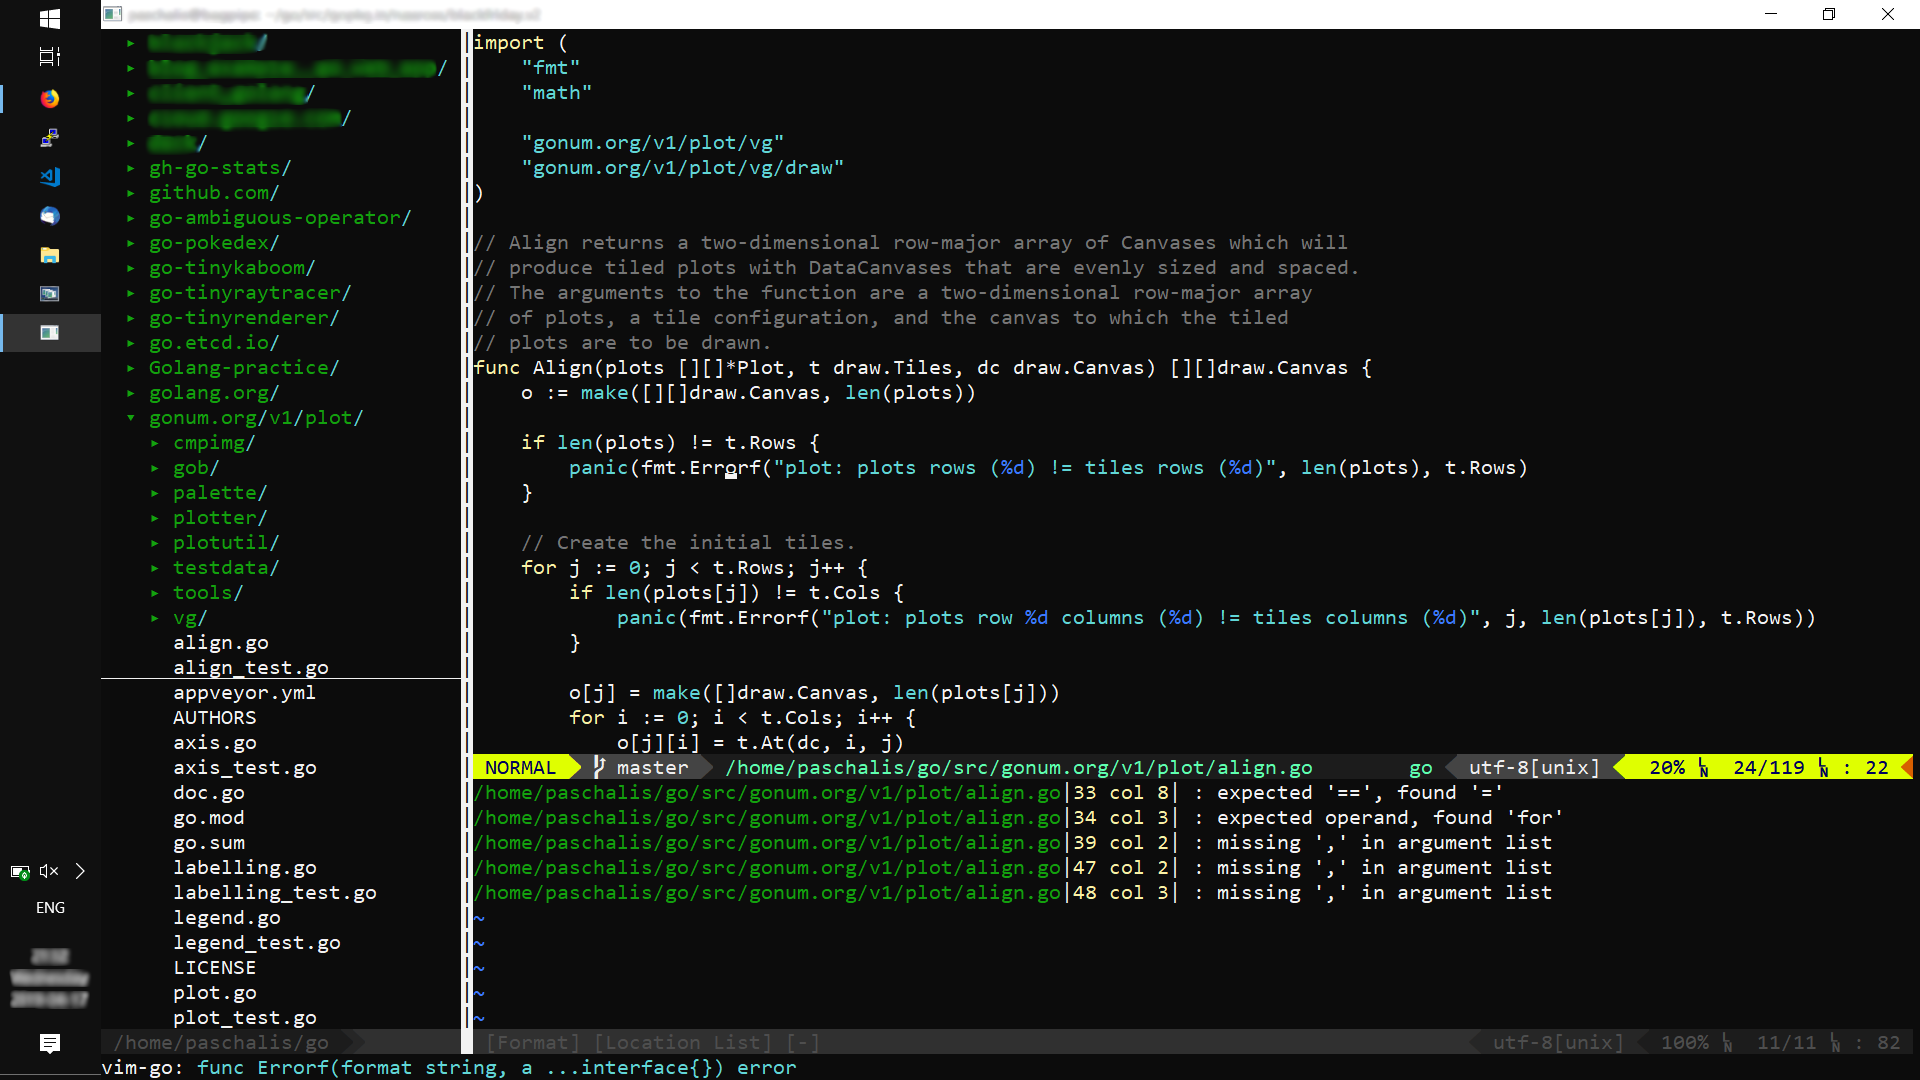 gh-go-stats/
github.com/
go-ambiguous-operator/
go-pokedex/
go-tinykaboom/
go-tinyraytracer/
go-tinyrenderer/
go.etcd.io/
Golang-practice/
golang.org/
gonum.org/v1/plot/
cmpimg/
gob/
palette/
plotter/
plotutil/
testdata/
tools/
vg/
align.go
align_test.go
appveyor.yml
AUTHORS
axis.go
axis_test.go
doc.go
go.mod
go.sum
labelling.go
labelling_test.go
legend.go
legend_test.go
LICENSE
plot.go
plot_test.go
/home/paschalis/go
import (
"fmt"
"math"
"gonum.org/v1/plot/vg"
"gonum.org/v1/plot/vg/draw"
)
// Align returns a two-dimensional row-major array of Canvases which will
// produce tiled plots with DataCanvases that are evenly sized and spaced.
// The arguments to the function are a two-dimensional row-major array
// of plots, a tile configuration, and the canvas to which the tiled
// plots are to be drawn.
func Align(plots [][]*Plot, t draw.Tiles, dc draw.Canvas) [][]draw.Canvas {
o := make([][]draw.Canvas, len(plots))
if len(plots) != t.Rows {
panic(fmt.Errorf("plot: plots rows (%d) != tiles rows (%d)", len(plots), t.Rows)
}
// Create the initial tiles.
for j := 0; j < t.Rows; j++ {
if len(plots[j]) != t.Cols {
panic(fmt.Errorf("plot: plots row %d columns (%d) != tiles columns (%d)", j, len(plots[j]), t.Rows))
}
o[j] = make([]draw.Canvas, len(plots[j]))
for i := 0; i < t.Cols; i++ {
o[j][i] = t.At(dc, i, j)
NORMAL master /home/paschalis/go/src/gonum.org/v1/plot/align.go go utf-8[unix] 20% ␤ 24/119 ␤ : 22
/home/paschalis/go/src/gonum.org/v1/plot/align.go|33 col 8| : expected '==', found '='
/home/paschalis/go/src/gonum.org/v1/plot/align.go|34 col 3| : expected operand, found 'for'
/home/paschalis/go/src/gonum.org/v1/plot/align.go|39 col 2| : missing ',' in argument list
/home/paschalis/go/src/gonum.org/v1/plot/align.go|47 col 2| : missing ',' in argument list
/home/paschalis/go/src/gonum.org/v1/plot/align.go|48 col 3| : missing ',' in argument list
~
~
~
~
~
[Format] [Location List] [-] utf-8[unix] 100% ␤ 11/11 ␤ : 82
vim-go: func Errorf(format string, a ...interface{}) error
ENG